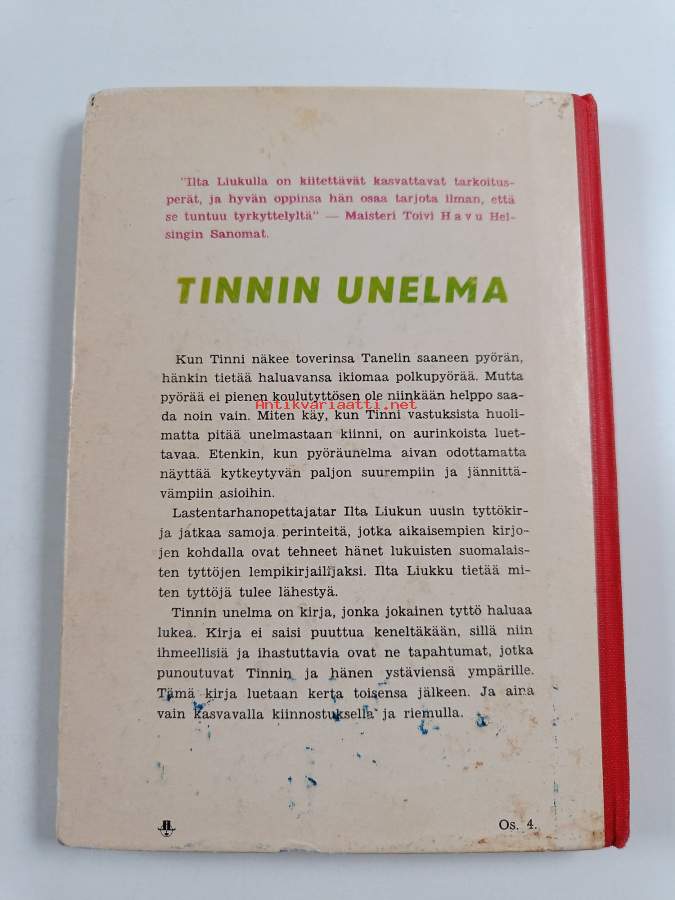 "Ilta Liukulla on kiitettävät kasvattavat tarkoitus-
perät, ja hyvän oppinsa hän osaa tarjota ilman, että
se tuntuu tyrkyttelyltä" — Maisteri Toivi Havu Hel-
singin Sanomat.
TINNIN UNELMA
Kun Tinni näkee toverinsa Tanelin saaneen pyörän,
hänkin tietää haluavansa ikiomaa polkupyörää. Mutta
pyörää ei pienen koulutyttösen ole niinkään helppo saa-
Antikvariaatti.net
da noin vain. Miten käy, kun Tinni vastuksista huoli-
matta pitää unelmastaan kiinni, on aurinkoista luet-
tavaa. Etenkin, kun pyöräunelma aivan odottamatta
näyttää kytkeytyvän paljon suurempiin ja jännittä-
vämpiin asioihin.
Lastentarhanopettajatar Ilta Liukun uusin tyttökir-
ja jatkaa samoja perinteitä, jotka aikaisempien kirjo-
jen kohdalla ovat tehneet hänet lukuisten suomalais-
ten tyttöjen lempikirjailijaksi. Ilta Liukku tietää mi-
ten tyttöjä tulee lähestyä.
Tinnin unelma on kirja, jonka jokainen tyttö haluaa
lukea. Kirja ei saisi puuttua keneltäkään, sillä niin
ihmeellisiä ja ihastuttavia ovat ne tapahtumat, jotka
punoutuvat Tinnin ja hänen ystäviensä ympärille.
Tämä kirja luetaan kerta toisensa jälkeen. Ja aina
vain kasvavalla kiinnostuksella ja riemulla.
Os. 4.